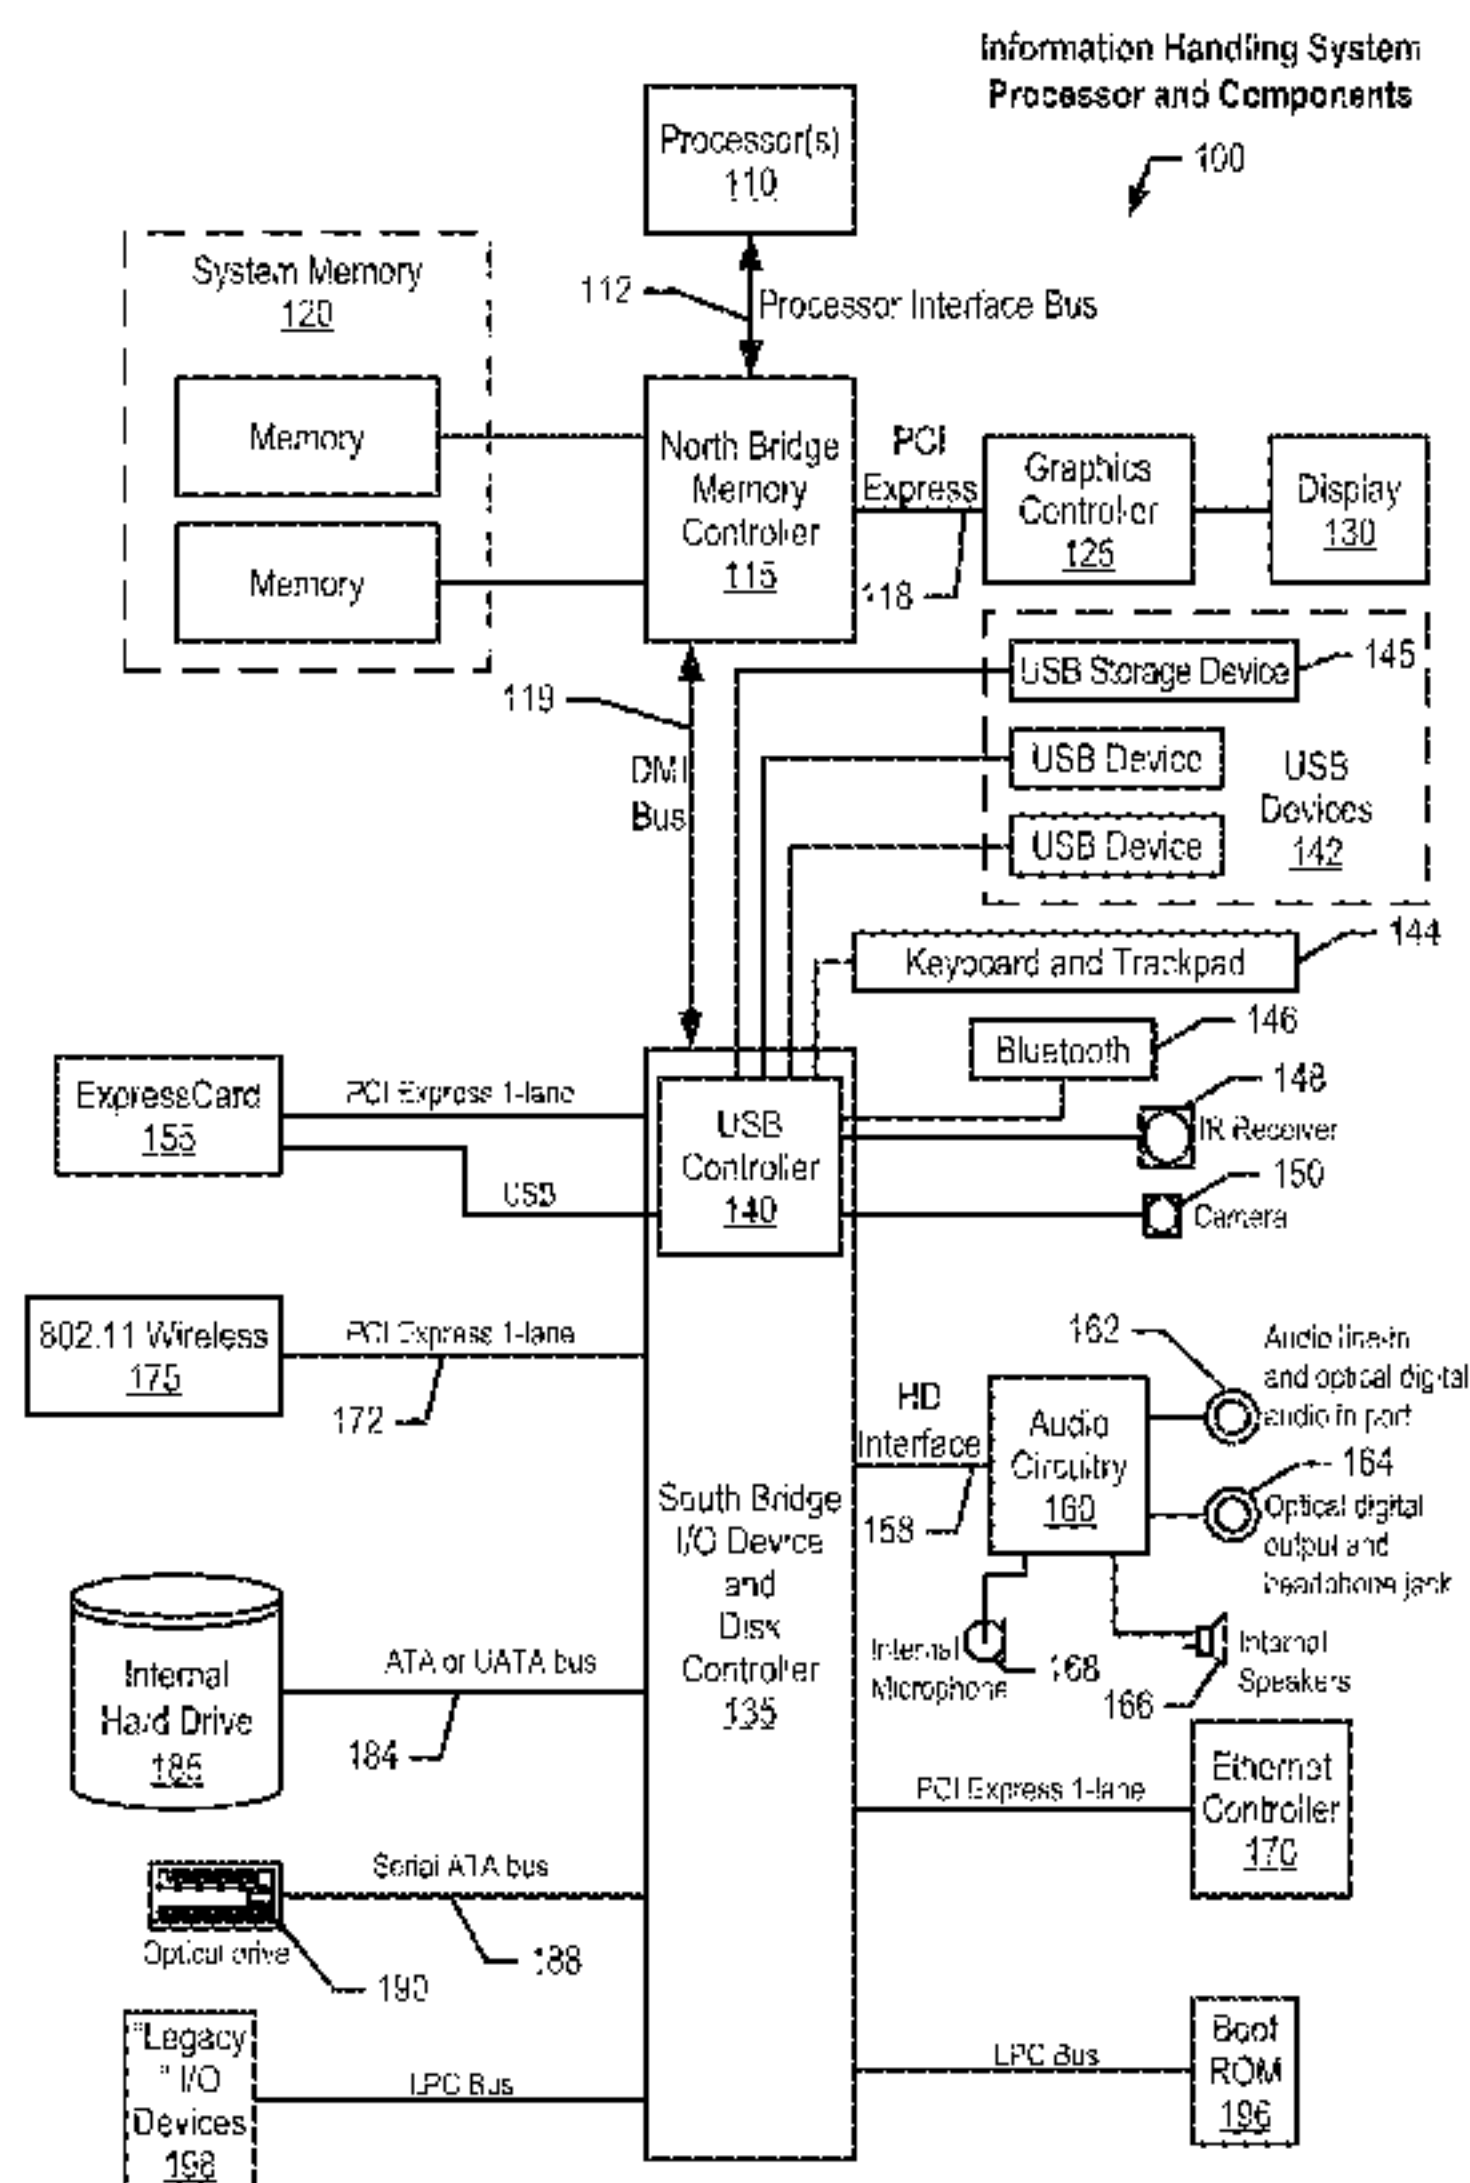 Information Handling System
Processor and Components
100
Processor(s)
110
System Memory
120
112
Processor Interface Bus
Memory
Memory
North Bridge
Memory
Controller
115
PCI
Express
118
Graphics
Controller
125
Display
130
119
DMI
Bus
USB Storage Device
145
USB Device
USB Device
USB
Devices
142
Keyboard and Trackpad
144
Bluetooth
146
148
IR Receiver
150
Camera
ExpressCard
155
PCI Express 1-lane
USB
USB
Controller
140
802.11 Wireless
175
PCI Express 1-lane
172
162
Audio line-in
and optical digital
audio in port
HD
Interface
158
Audio
Circuitry
160
164
Optical digital
output and
headphone jack
South Bridge
I/O Device
and
Disk
Controller
135
Internal
Microphone
168
166
Internal
Speakers
Internal
Hard Drive
185
ATA or UATA bus
184
PCI Express 1-lane
Ethernet
Controller
170
Serial ATA bus
188
Optical drive
190
"Legacy
" I/O
Devices
198
LPC Bus
LPC Bus
Boot
ROM
196